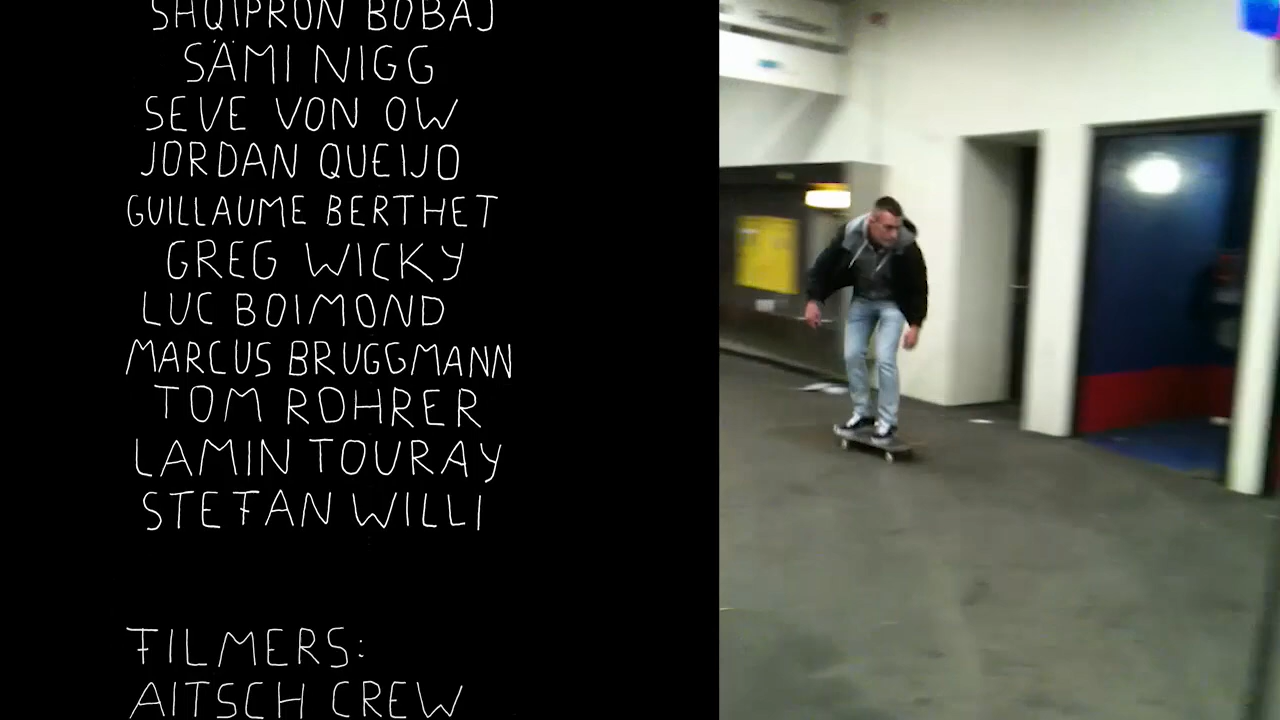 SHQIPRON BOBAJ
SÄMI NIGG
SEVE VON OW
JORDAN QUEIJO
GUILLAUME BERTHET
GREG WICKY
LUC BOIMOND
MARCUS BRUGGMANN
TOM ROHRER
LAMIN TOURAY
STEFAN WILLI
FILMERS:
AITSCH CREW